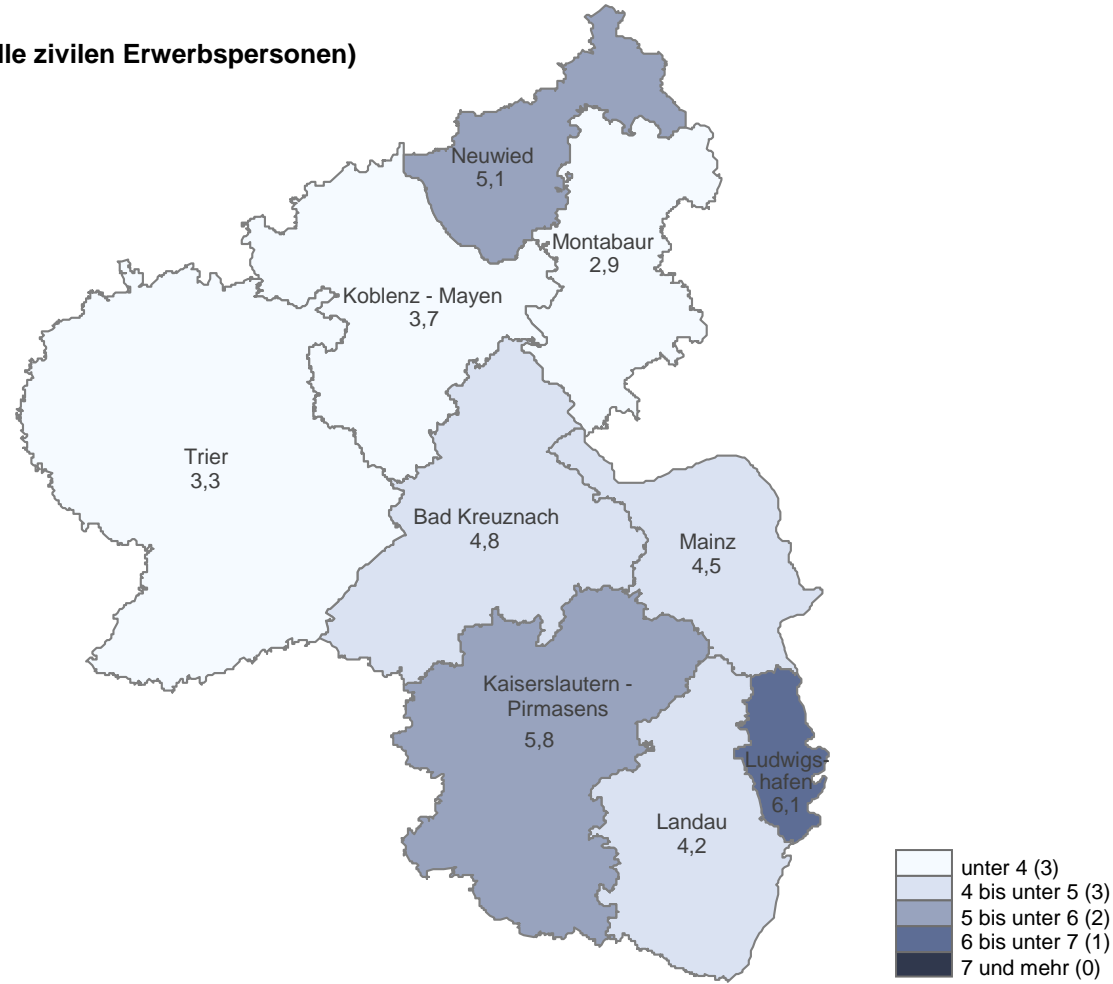 lle zivilen Erwerbspersonen)
Neuwied
5,1
Montabaur
2,9
Koblenz - Mayen
3,7
Trier
3,3
Bad Kreuznach
4,8
Mainz
4,5
Kaiserslautern -
Pirmasens
5,8
Ludwigs-
hafen
6,1
Landau
4,2
unter 4 (3)
4 bis unter 5 (3)
5 bis unter 6 (2)
6 bis unter 7 (1)
7 und mehr (0)